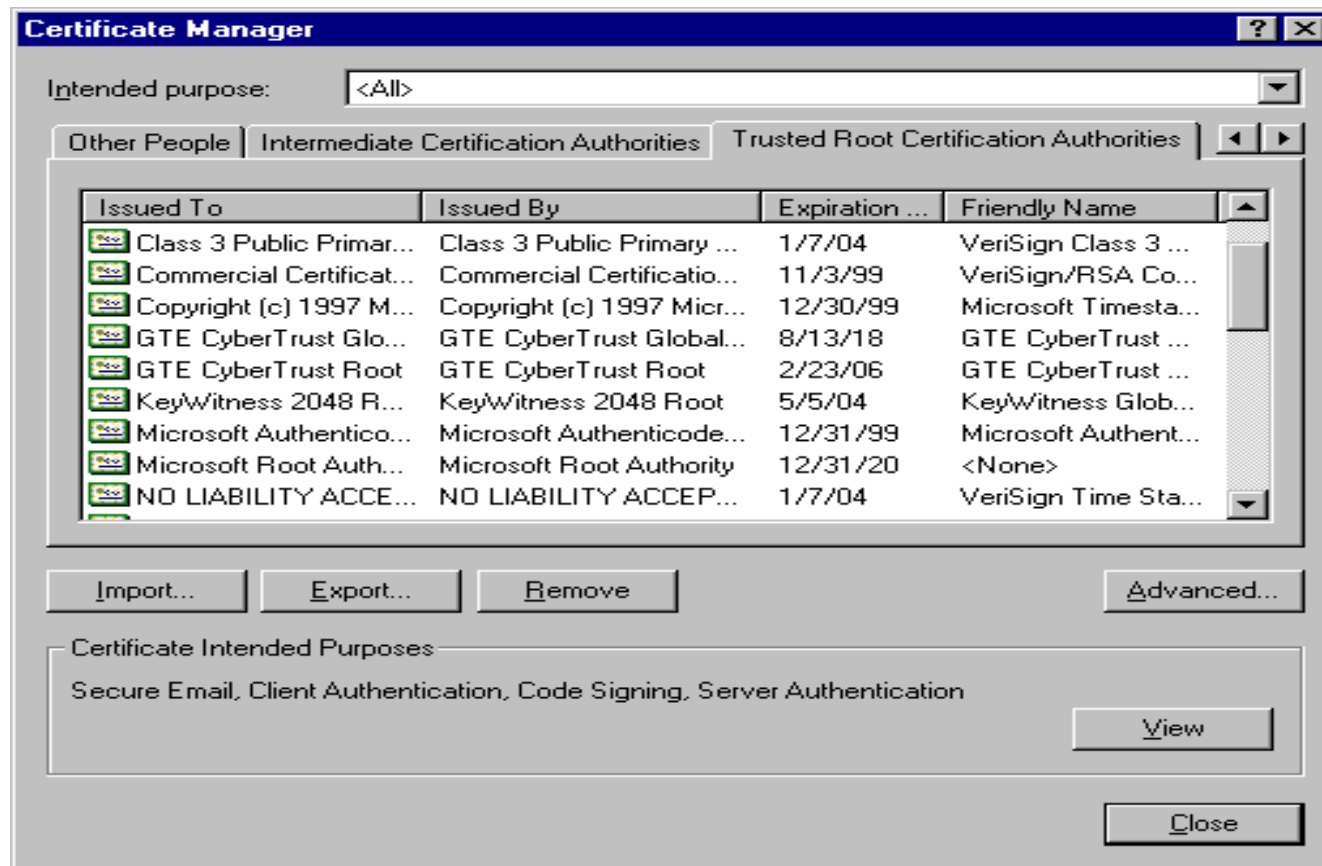 Certificate Manager
Intended purpose: <All>
Other People Intermediate Certification Authorities Trusted Root Certification Authorities
Issued To Issued By Expiration ... Friendly Name
Class 3 Public Primar... Class 3 Public Primary ... 1/7/04 VeriSign Class 3 ...
Commercial Certificat... Commercial Certificatio... 11/3/99 VeriSign/RSA Co...
Copyright (c) 1997 M... Copyright (c) 1997 Micr... 12/30/99 Microsoft Timesta...
GTE CyberTrust Glo... GTE CyberTrust Global... 8/13/18 GTE CyberTrust ...
GTE CyberTrust Root GTE CyberTrust Root 2/23/06 GTE CyberTrust ...
KeyWitness 2048 R... KeyWitness 2048 Root 5/5/04 KeyWitness Glob...
Microsoft Authentico... Microsoft Authenticode... 12/31/99 Microsoft Authent...
Microsoft Root Auth... Microsoft Root Authority 12/31/20 <None>
NO LIABILITY ACCE... NO LIABILITY ACCEP... 1/7/04 VeriSign Time Sta...
Import... Export... Remove Advanced...
Certificate Intended Purposes
Secure Email, Client Authentication, Code Signing, Server Authentication
View
Close